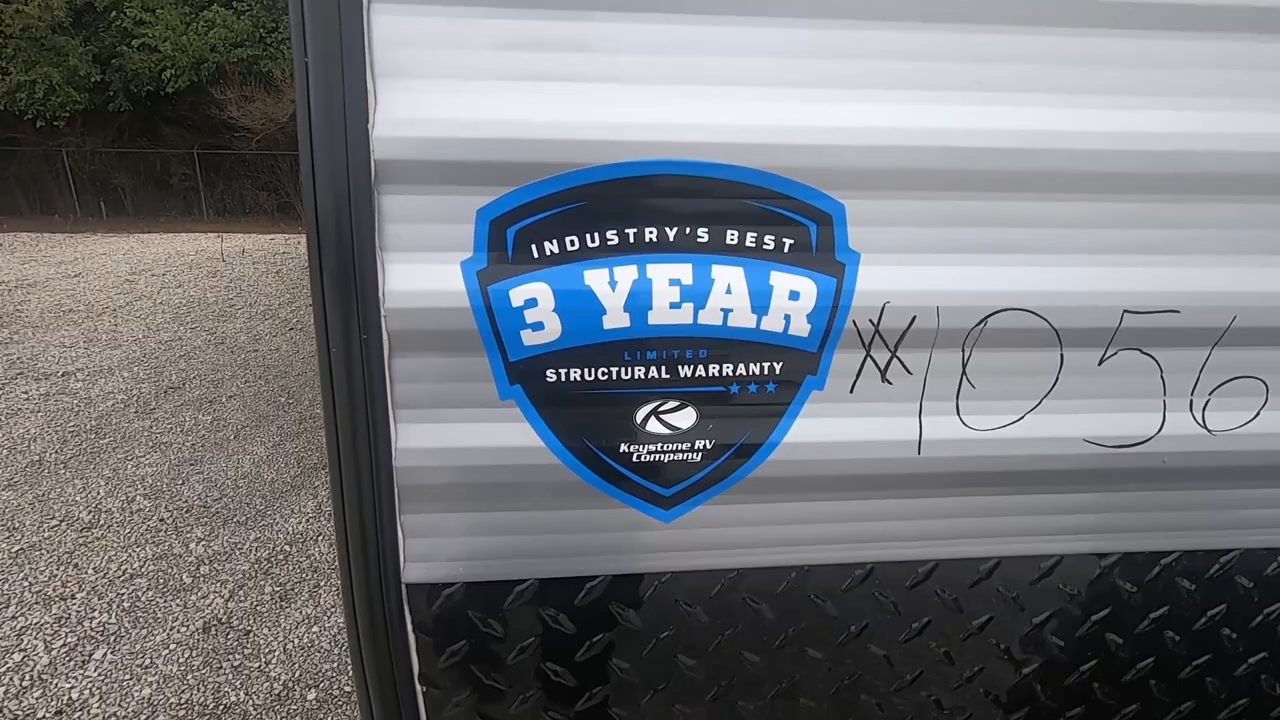 INDUSTRY'S BEST
3 YEAR
LIMITED
STRUCTURAL WARRANTY
K
Keystone RV
Company
1056